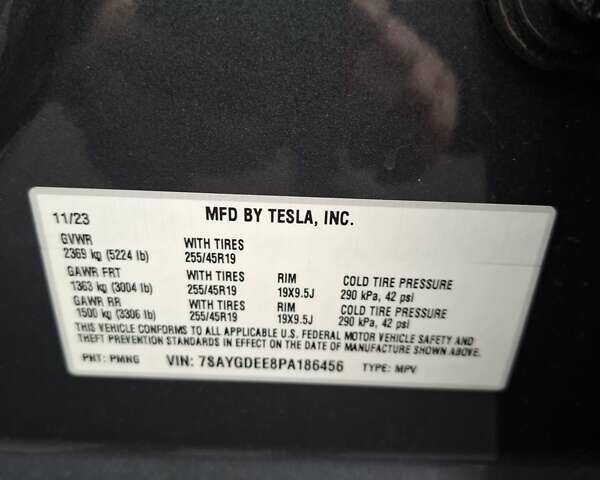 11/23 MFD BY TESLA, INC.
GVWR WITH TIRES
2369 kg (5224 lb) 255/45R19
GAWR FRT WITH TIRES RIM COLD TIRE PRESSURE
1363 kg (3004 lb) 255/45R19 19X9.5J 290 kPa, 42 psi
GAWR RR WITH TIRES RIM COLD TIRE PRESSURE
1500 kg (3306 lb) 255/45R19 19X9.5J 290 kPa, 42 psi
THIS VEHICLE CONFORMS TO ALL APPLICABLE U.S. FEDERAL MOTOR VEHICLE SAFETY AND
THEFT PREVENTION STANDARDS IN EFFECT ON THE DATE OF MANUFACTURE SHOWN ABOVE.
PNT: PMNG VIN: 7SAYGDEE8PA186456 TYPE: MPV